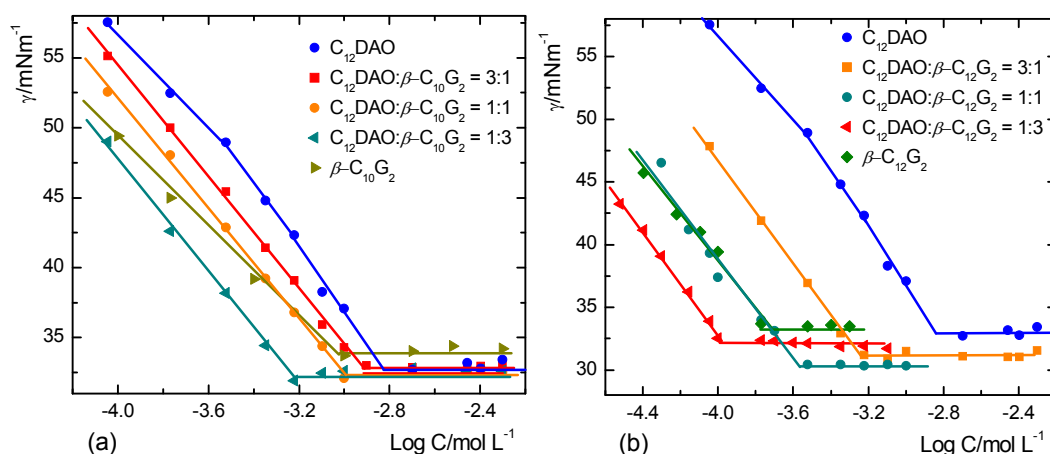 55
50
45
40
35
γ/mNm⁻¹
C₁₂DAO
C₁₂DAO:β−C₁₀G₂ = 3:1
C₁₂DAO:β−C₁₀G₂ = 1:1
C₁₂DAO:β−C₁₀G₂ = 1:3
β−C₁₀G₂
-4.0 -3.6 -3.2 -2.8 -2.4
(a) Log C/mol L⁻¹
55
50
45
40
35
30
γ/mNm⁻¹
C₁₂DAO
C₁₂DAO:β−C₁₂G₂ = 3:1
C₁₂DAO:β−C₁₂G₂ = 1:1
C₁₂DAO:β−C₁₂G₂ = 1:3
β−C₁₂G₂
-4.4 -4.0 -3.6 -3.2 -2.8 -2.4
(b) Log C/mol L⁻¹